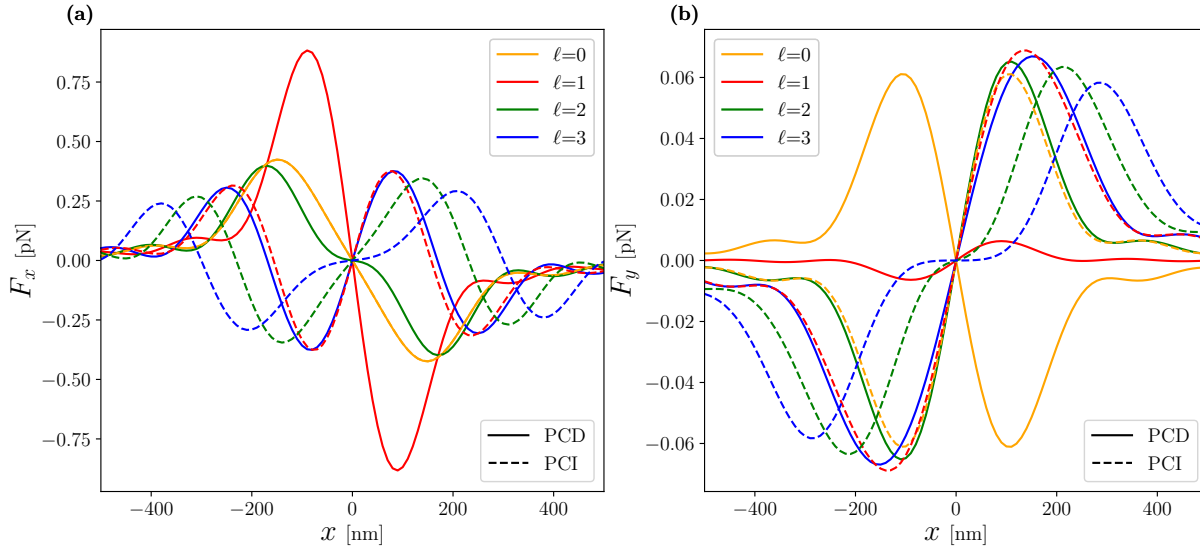 (a)
0.75
0.50
0.25
0.00
−0.25
−0.50
−0.75
F_x [pN]
−400 −200 0 200 400
x [nm]
ℓ=0
ℓ=1
ℓ=2
ℓ=3
PCD
PCI
(b)
0.06
0.04
0.02
0.00
−0.02
−0.04
−0.06
F_y [pN]
−400 −200 0 200 400
x [nm]
ℓ=0
ℓ=1
ℓ=2
ℓ=3
PCD
PCI